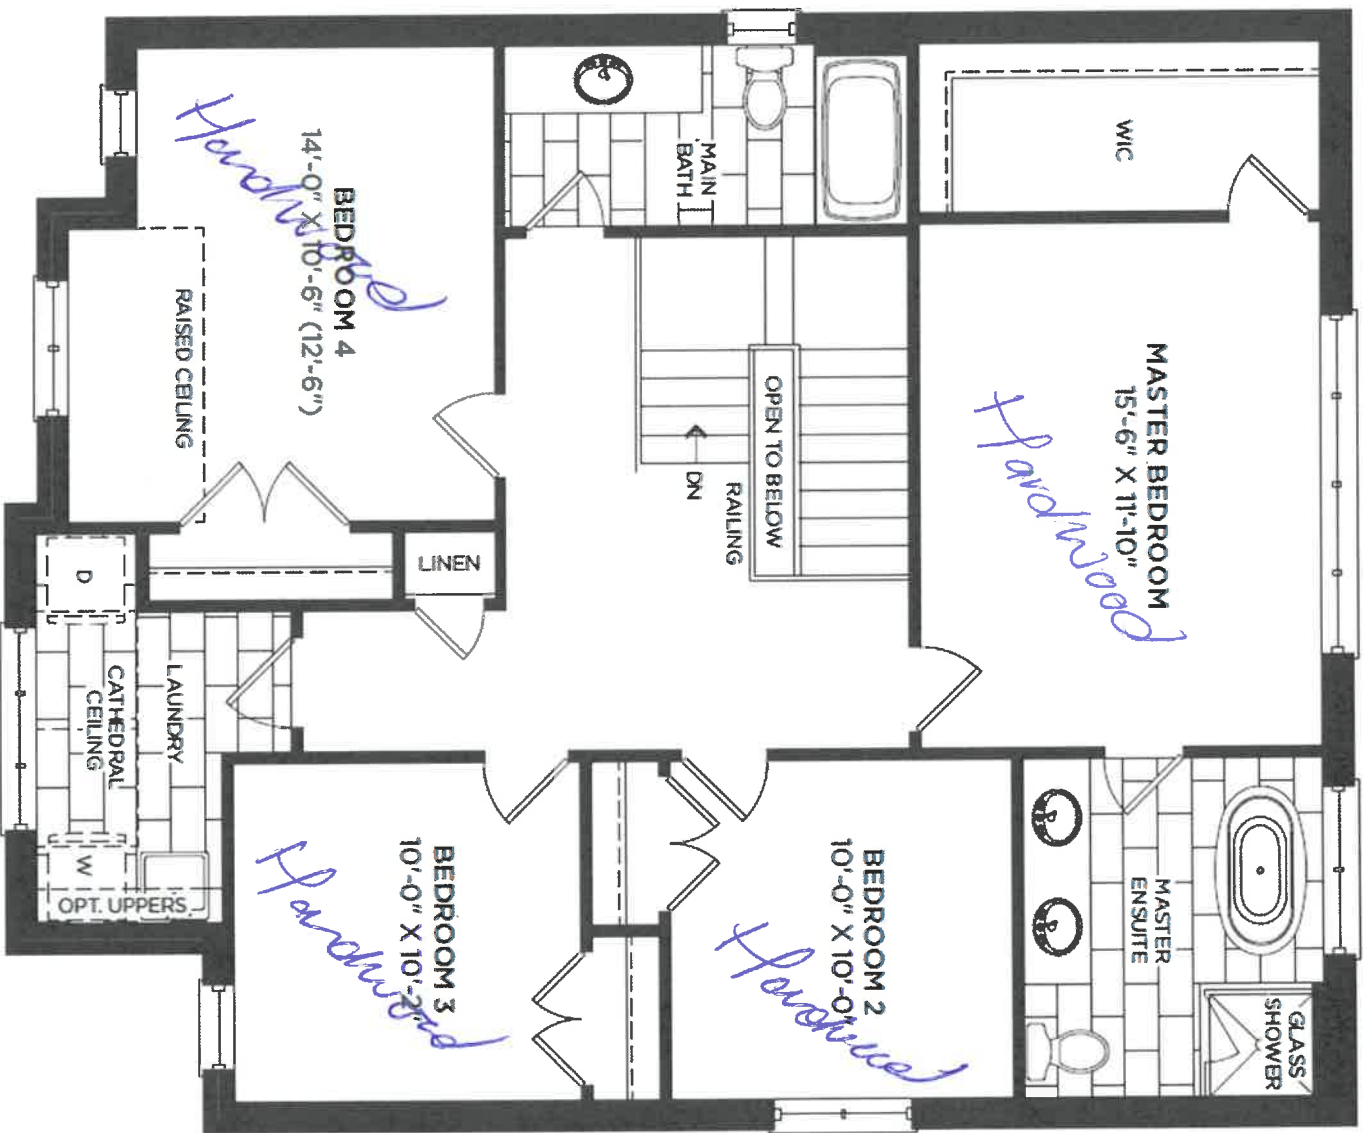 WIC
MASTER BEDROOM
15'-6" X 11'-10"
Hardwood
MAIN
BATH
OPEN TO BELOW
RAILING
DN
BEDROOM 4
14'-0" X 10'-6" (12'-6")
Hardwood
RAISED CEILING
LINEN
D
LAUNDRY
CATHEDRAL
CEILING
W
OPT. UPPERS
BEDROOM 3
10'-0" X 10'-2"
Hardwood
BEDROOM 2
10'-0" X 10'-0"
Hardwood
MASTER
ENSUITE
GLASS
SHOWER